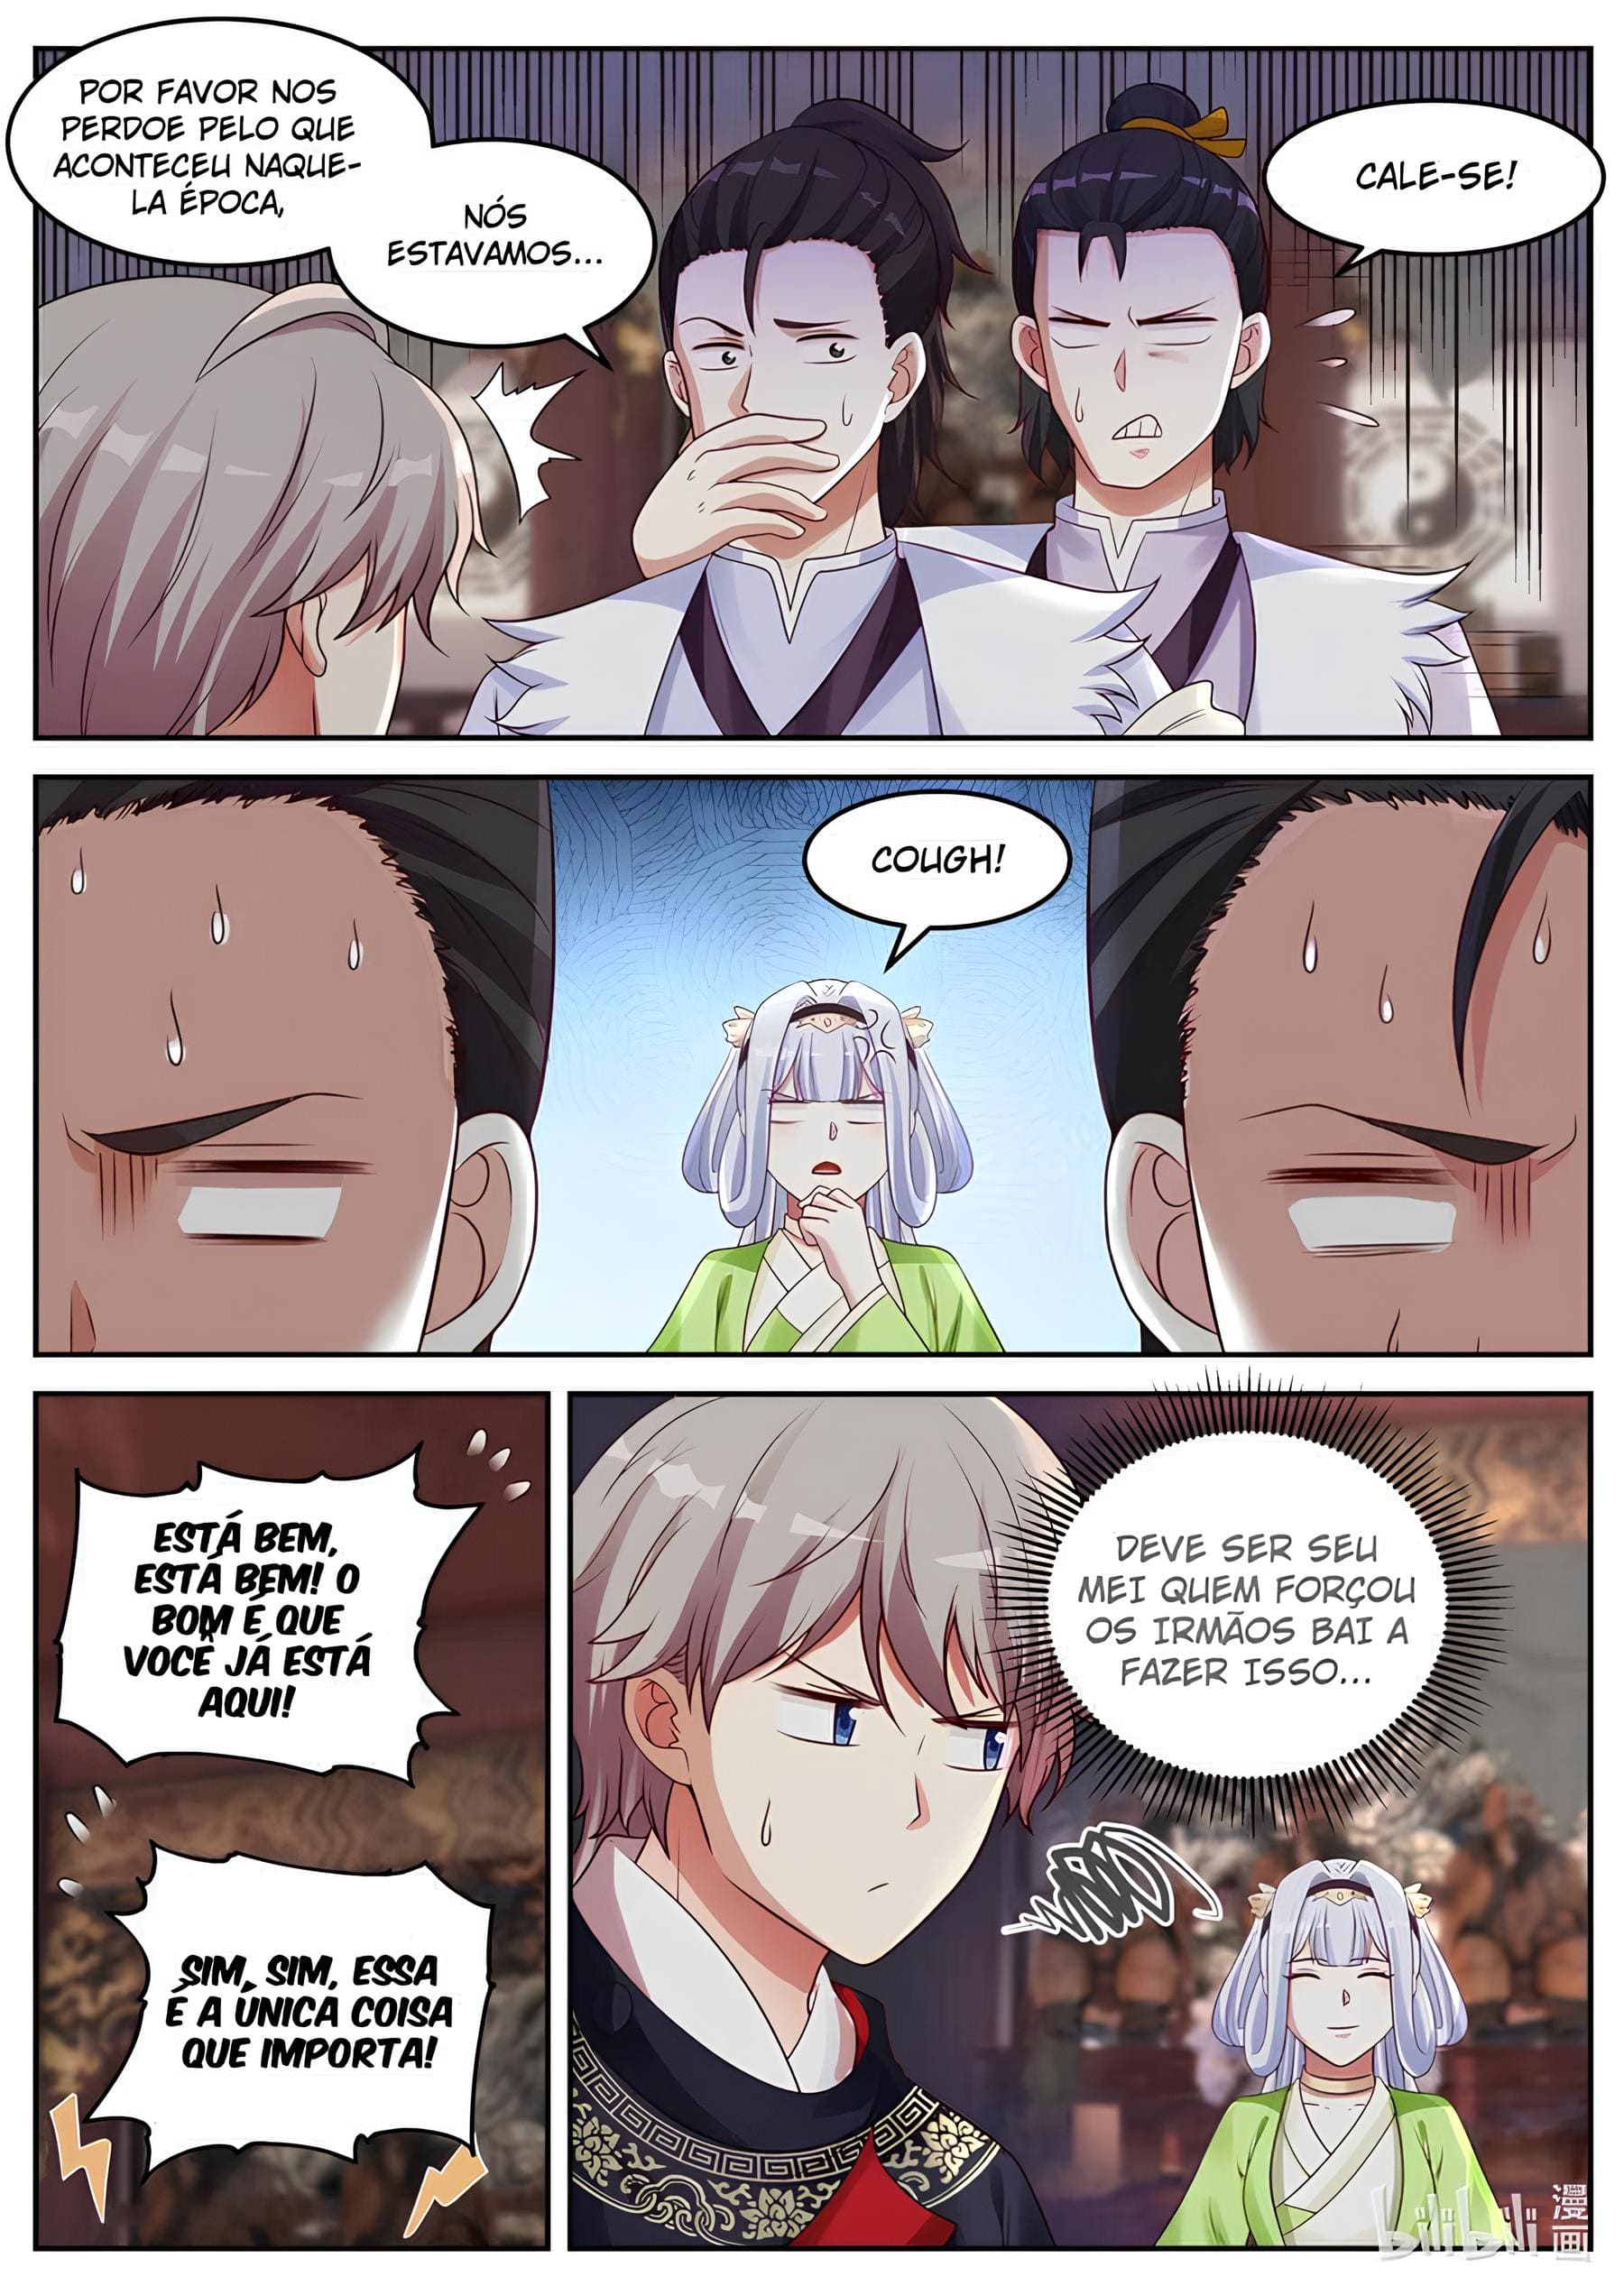 POR FAVOR NOS
PERDOE PELO QUE
ACONTECEU NAQUE-
LA ÉPOCA,
NÓS
ESTAVAMOS...
CALE-SE!
COUGH!
ESTÁ BEM,
ESTÁ BEM! O
BOM É QUE
VOCÊ JÁ ESTÁ
AQUI!
SIM, SIM, ESSA
É A ÚNICA COISA
QUE IMPORTA!
DEVE SER SEU
MEI QUEM FORÇOU
OS IRMÃOS BAI A
FAZER ISSO...
bilibili 漫画